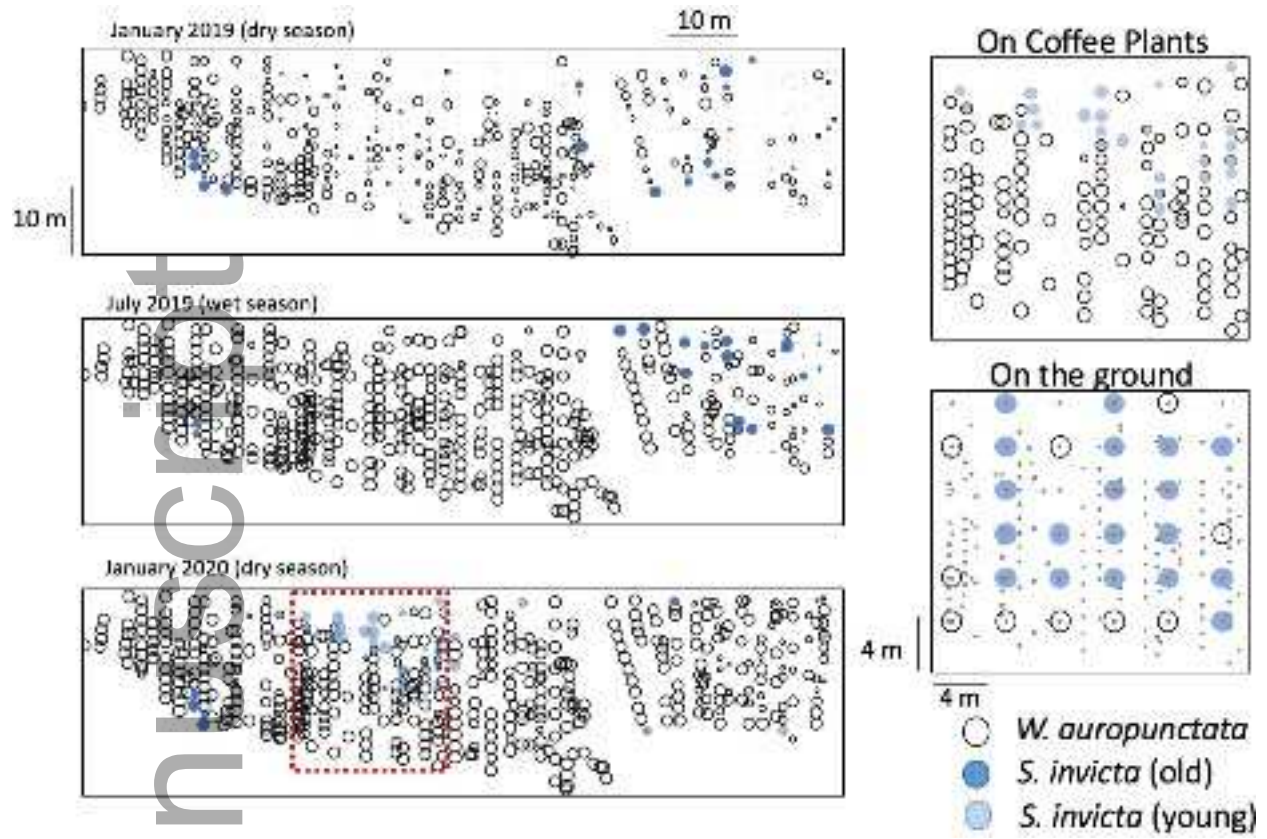 January 2019 (dry season)
10 m
10 m
July 2019 (wet season)
January 2020 (dry season)
On Coffee Plants
On the ground
4 m
4 m
W. auropunctata
S. invicta (old)
S. invicta (young)
nuscript